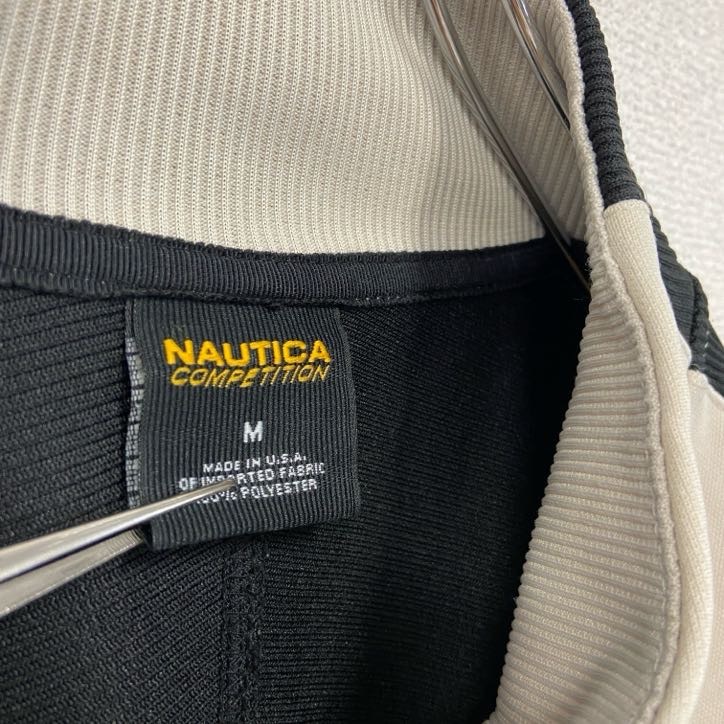 NAUTICA
COMPETITION
M
MADE IN U.S.A.
OF IMPORTED FABRIC
100% POLYESTER